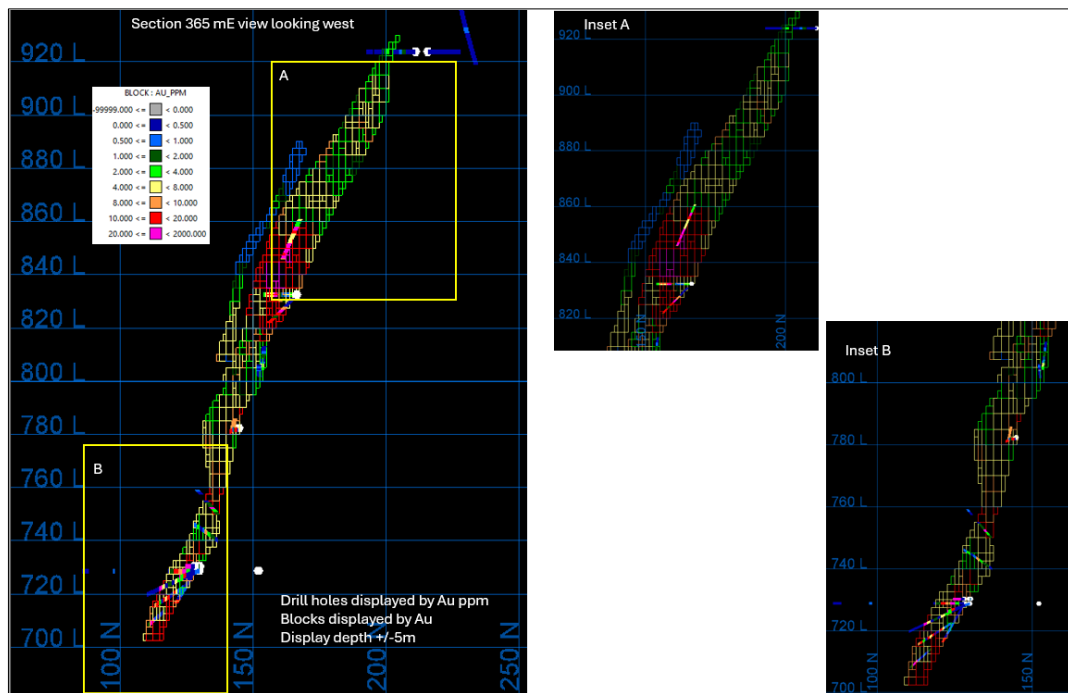 Section 365 mE view looking west
920 L
A
BLOCK : AU_PPM
-99999.000 <= < 0.000
0.000 <= < 0.500
0.500 <= < 1.000
1.000 <= < 2.000
2.000 <= < 4.000
4.000 <= < 8.000
8.000 <= < 10.000
10.000 <= < 20.000
20.000 <= < 2000.000
900 L
880 L
860 L
840 L
820 L
800 L
780 L
760 L
B
740 L
720 L
700 L
Drill holes displayed by Au ppm
Blocks displayed by Au
Display depth +/-5m
100 N
150 N
200 N
250 N
Inset A
920 L
900 L
880 L
860 L
840 L
820 L
200 N
Inset B
800 L
780 L
760 L
740 L
720 L
700 L
100 N
150 N